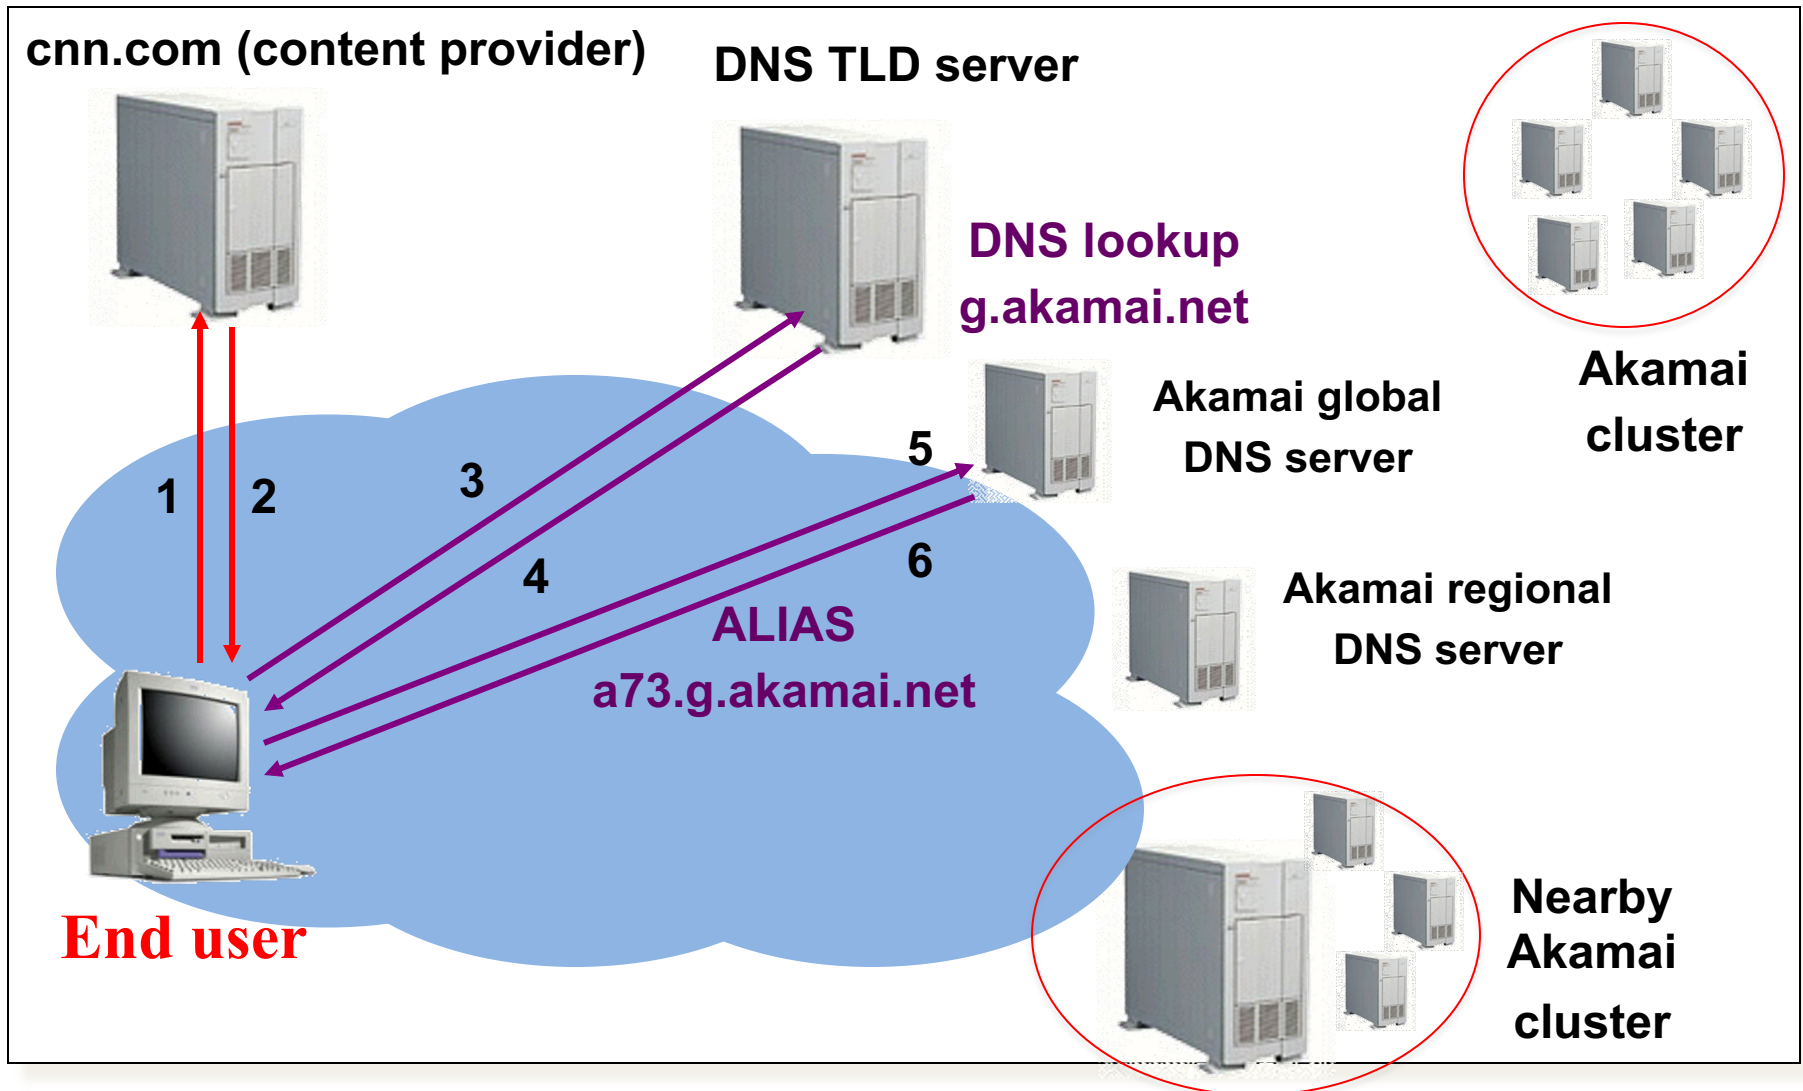 cnn.com (content provider)
DNS TLD server
DNS lookup
g.akamai.net
Akamai
cluster
Akamai global
DNS server
5
3
1
2
6
4
Akamai regional
DNS server
ALIAS
a73.g.akamai.net
End user
Nearby
Akamai
cluster